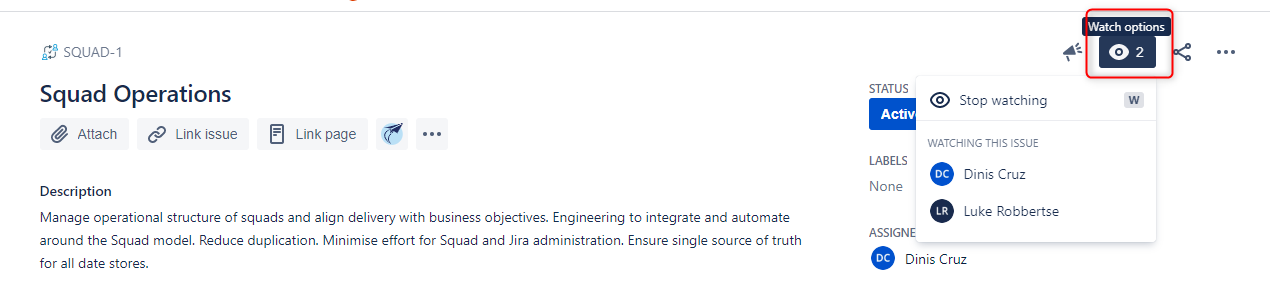 Watch options
SQUAD-1
2
Squad Operations
STATUS
Stop watching W
Activ
Attach Link issue Link page
WATCHING THIS ISSUE
LABELS
DC Dinis Cruz
None
Description
LR Luke Robbertse
Manage operational structure of squads and align delivery with business objectives. Engineering to integrate and automate
around the Squad model. Reduce duplication. Minimise effort for Squad and Jira administration. Ensure single source of truth
for all date stores.
ASSIGNE
DC Dinis Cruz